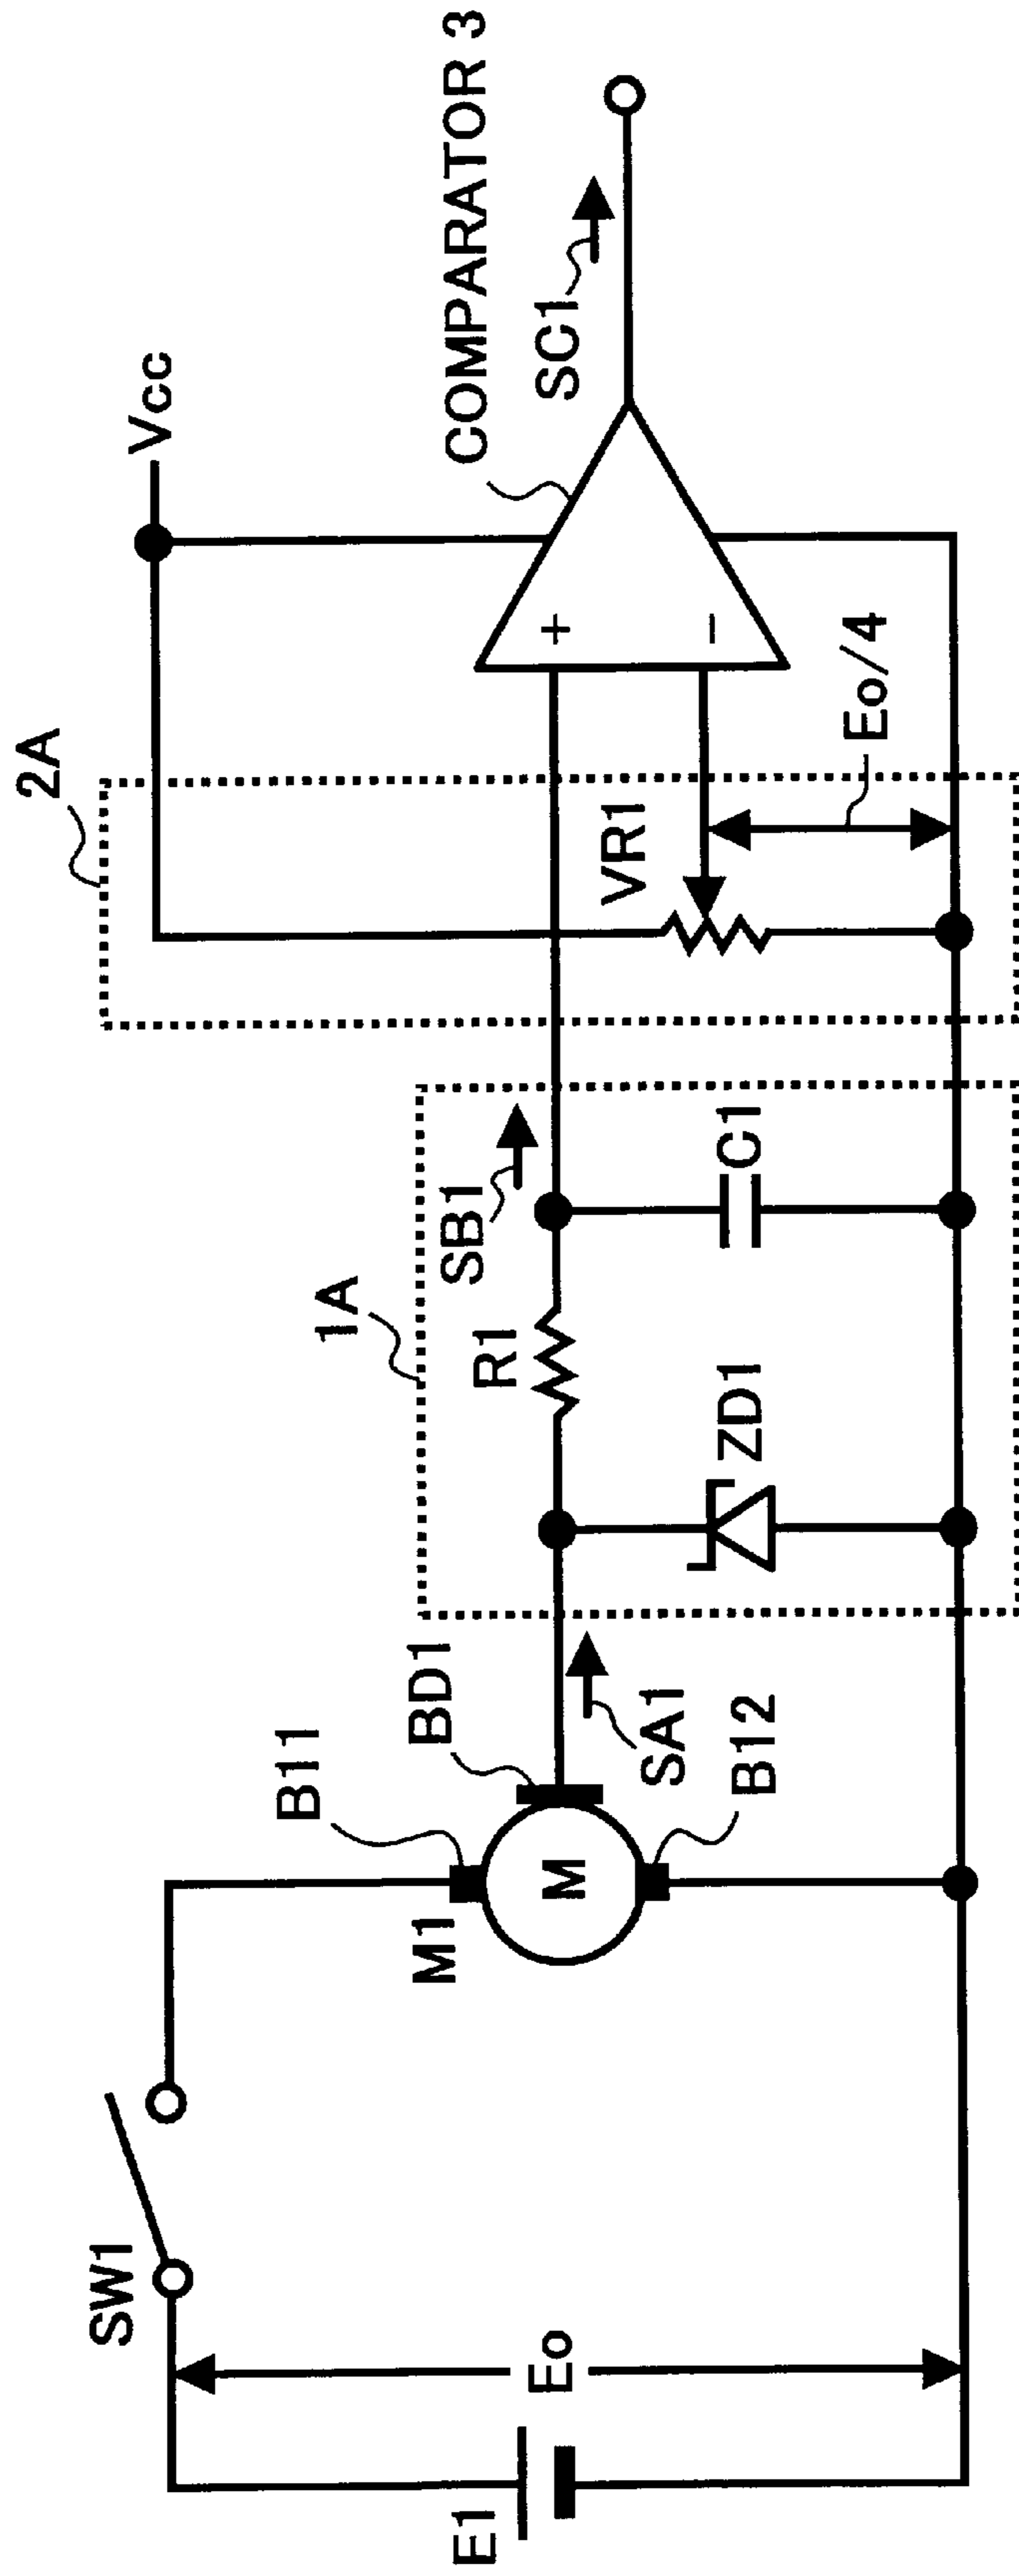 2A
Vcc
COMPARATOR 3
SC1
+
−
VR1
Eo/4
1A
SB1
R1
C1
ZD1
BD1
SA1
B11
B12
M1
M
SW1
Eo
E1